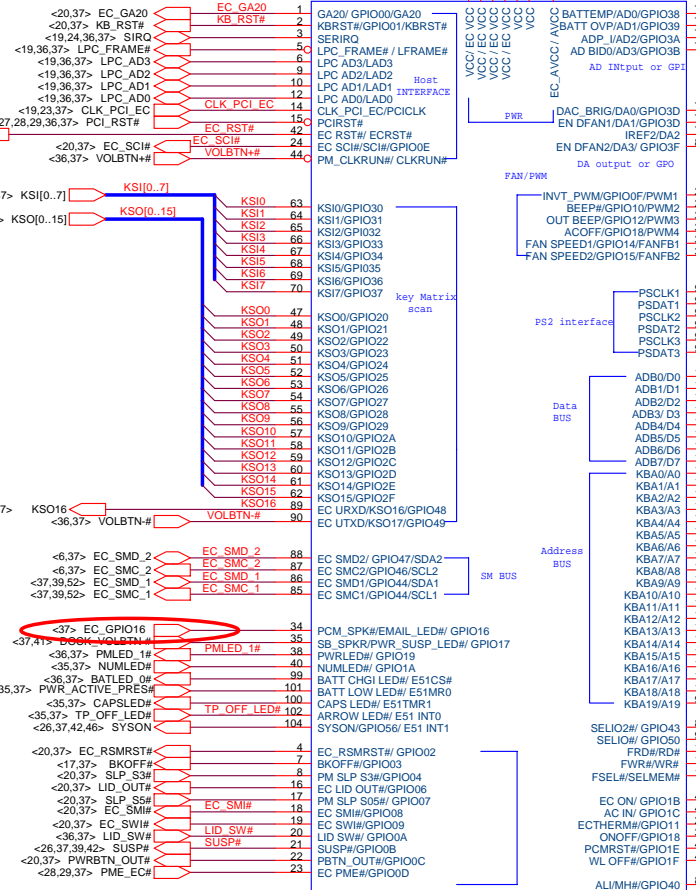 <20,37> EC_GA20 EC_GA20 1 GA20/ GPIO00/GA20
<20,37> KB_RST# KB_RST# 2 KBRST#/GPIO01/KBRST#
<19,24,36,37> SIRQ 3 SERIRQ
<19,36,37> LPC_FRAME# 5 LPC_FRAME# / LFRAME#
<19,36,37> LPC_AD3 6 LPC AD3/LAD3
<19,36,37> LPC_AD2 9 LPC AD2/LAD2
<19,36,37> LPC_AD1 10 LPC AD1/LAD1
<19,36,37> LPC_AD0 12 LPC AD0/LAD0
<19,23,37> CLK_PCI_EC CLK_PCI_EC 14 CLK_PCI_EC/PCICLK
27,28,29,36,37> PCI_RST# 15 PCIRST#
EC_RST# 42 EC RST#/ ECRST#
<20,37> EC_SCI# EC_SCI# 24 EC SCI#/SCI#/GPIO0E
<36,37> VOLBTN+# VOLBTN+# 44 PM_CLKRUN#/ CLKRUN#
Host
INTERFACE
VCC/ EC VCC
VCC/ EC VCC
VCC/ EC VCC
VCC/ EC VCC
VCC
VCC
EC_AVCC / AVCC
PWR
BATTEMP/AD0/GPIO38
BATT OVP/AD1/GPIO39
ADP_I/AD2/GPIO3A
AD BID0/AD3/GPIO3B
AD INtput or GPI
DAC_BRIG/DA0/GPIO3D
EN DFAN1/DA1/GPIO3D
IREF2/DA2
EN DFAN2/DA3/ GPIO3F
DA output or GPO
FAN/PWM
INVT_PWM/GPIO0F/PWM1
BEEP#/GPIO10/PWM2
OUT BEEP/GPIO12/PWM3
ACOFF/GPIO18/PWM4
FAN SPEED1/GPIO14/FANFB1
FAN SPEED2/GPIO15/FANFB2
7> KSI[0..7] KSI[0..7]
> KSO[0..15] KSO[0..15]
KSI0 63 KSI0/GPIO30
KSI1 64 KSI1/GPIO31
KSI2 65 KSI2/GPI032
KSI3 66 KSI3/GPIO33
KSI4 67 KSI4/GPIO34
KSI5 68 KSI5/GPI035
KSI6 69 KSI6/GPIO36
KSI7 70 KSI7/GPIO37
key Matrix
scan
KSO0 47 KSO0/GPIO20
KSO1 48 KSO1/GPIO21
KSO2 49 KSO2/GPIO22
KSO3 50 KSO3/GPIO23
KSO4 51 KSO4/GPIO24
KSO5 52 KSO5/GPIO25
KSO6 53 KSO6/GPIO26
KSO7 54 KSO7/GPIO27
KSO8 55 KSO8/GPIO28
KSO9 56 KSO9/GPIO29
KSO10 57 KSO10/GPIO2A
KSO11 58 KSO11/GPIO2B
KSO12 59 KSO12/GPIO2C
KSO13 60 KSO13/GPIO2D
KSO14 61 KSO14/GPIO2E
KSO15 62 KSO15/GPIO2F
7> KSO16 KSO16 89 EC URXD/KSO16/GPIO48
<36,37> VOLBTN-# VOLBTN-# 90 EC UTXD/KSO17/GPIO49
PSCLK1
PSDAT1
PSCLK2
PSDAT2
PSCLK3
PSDAT3
PS2 interface
ADB0/D0
ADB1/D1
ADB2/D2
ADB3/ D3
ADB4/D4
ADB5/D5
ADB6/D6
ADB7/D7
Data
BUS
KBA0/A0
KBA1/A1
KBA2/A2
KBA3/A3
KBA4/A4
KBA5/A5
KBA6/A6
KBA7/A7
KBA8/A8
KBA9/A9
KBA10/A10
KBA11/A11
KBA12/A12
KBA13/A13
KBA14/A14
KBA15/A15
KBA16/A16
KBA17/A17
KBA18/A18
KBA19/A19
Address
BUS
<6,37> EC_SMD_2 EC_SMD_2 88 EC SMD2/ GPIO47/SDA2
<6,37> EC_SMC_2 EC_SMC_2 87 EC SMC2/GPIO46/SCL2
<37,39,52> EC_SMD_1 EC_SMD_1 86 EC SMD1/GPIO44/SDA1
<37,39,52> EC_SMC_1 EC_SMC_1 85 EC SMC1/GPIO44/SCL1
SM BUS
<37> EC_GPIO16 34 PCM_SPK#/EMAIL_LED#/ GPIO16
<37,41> DOCK_VOLBTN-# 35 SB_SPKR/PWR_SUSP_LED#/ GPIO17
<36,37> PMLED_1# PMLED_1# 38 PWRLED#/ GPIO19
<35,37> NUMLED# 40 NUMLED#/ GPIO1A
<36,37> BATLED_0# 99 BATT CHGI LED#/ E51CS#
35,37> PWR_ACTIVE_PRES# 101 BATT LOW LED#/ E51MR0
<35,37> CAPSLED# 100 CAPS LED#/ E51TMR1
<35,37> TP_OFF_LED# TP_OFF_LED# 102 ARROW LED#/ E51 INT0
<26,37,42,46> SYSON 104 SYSON/GPIO56/ E51 INT1
SELIO2#/ GPIO43
SELIO#/ GPIO50
FRD#/RD#
FWR#/WR#
FSEL#/SELMEM#
<20,37> EC_RSMRST# 4 EC_RSMRST#/ GPIO02
<17,37> BKOFF# 7 BKOFF#/GPIO03
<20,37> SLP_S3# 8 PM SLP S3#/GPIO04
<20,37> LID_OUT# 16 EC LID OUT#/GPIO06
<20,37> SLP_S5# 17 PM SLP S05#/ GPIO07
<20,37> EC_SMI# EC_SMI# 18 EC SMI#/GPIO08
<20,37> EC_SWI# 19 EC SWI#/GPIO09
<36,37> LID_SW# LID_SW# 20 LID SW#/ GPIO0A
<26,37,39,42> SUSP# SUSP# 21 SUSP#/GPIO0B
<20,37> PWRBTN_OUT# 22 PBTN_OUT#/GPIO0C
<28,29,37> PME_EC# 23 EC PME#/GPIO0D
EC ON/ GPIO1B
AC IN/ GPIO1C
ECTHERM#/GPIO11
ONOFF/GPIO18
PCMRST#/GPIO1E
WL OFF#/GPIO1F
ALI/MH#/GPIO40